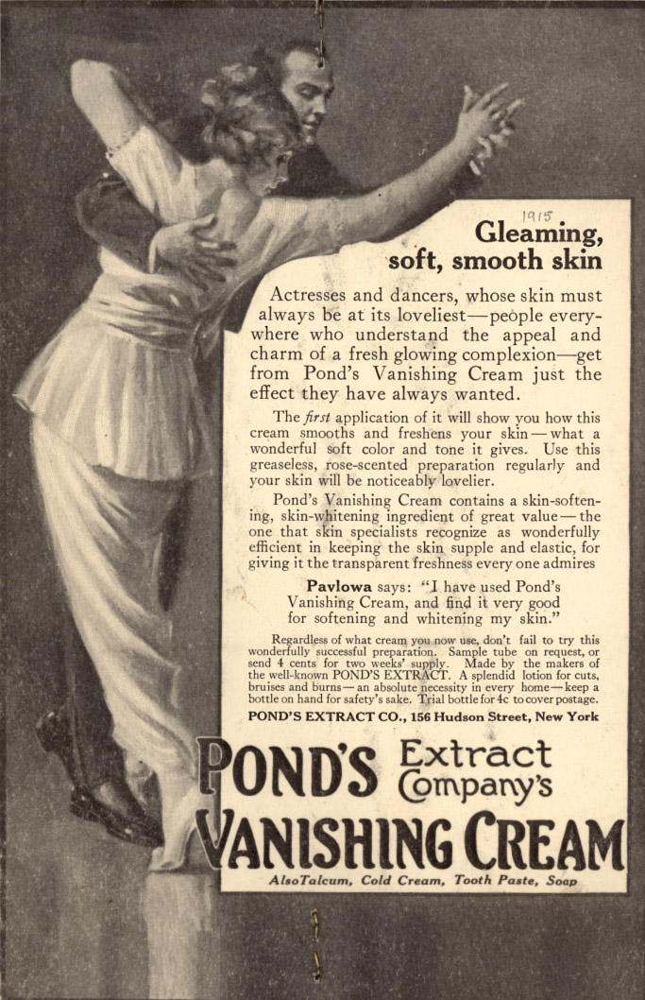 1915
Gleaming,
soft, smooth skin
Actresses and dancers, whose skin must
always be at its loveliest—people every-
where who understand the appeal and
charm of a fresh glowing complexion—get
from Pond's Vanishing Cream just the
effect they have always wanted.
The first application of it will show you how this
cream smooths and freshens your skin—what a
wonderful soft color and tone it gives. Use this
greaseless, rose-scented preparation regularly and
your skin will be noticeably lovelier.
Pond's Vanishing Cream contains a skin-soften-
ing, skin-whitening ingredient of great value—the
one that skin specialists recognize as wonderfully
efficient in keeping the skin supple and elastic, for
giving it the transparent freshness every one admires
Pavlowa says: "I have used Pond's
Vanishing Cream, and find it very good
for softening and whitening my skin."
Regardless of what cream you now use, don't fail to try this
wonderfully successful preparation. Sample tube on request, or
send 4 cents for two weeks' supply. Made by the makers of
the well-known POND'S EXTRACT. A splendid lotion for cuts,
bruises and burns—an absolute necessity in every home—keep a
bottle on hand for safety's sake. Trial bottle for 4c to cover postage.
POND'S EXTRACT CO., 156 Hudson Street, New York
POND'S Extract
Company's
VANISHING CREAM
Also Talcum, Cold Cream, Tooth Paste, Soap